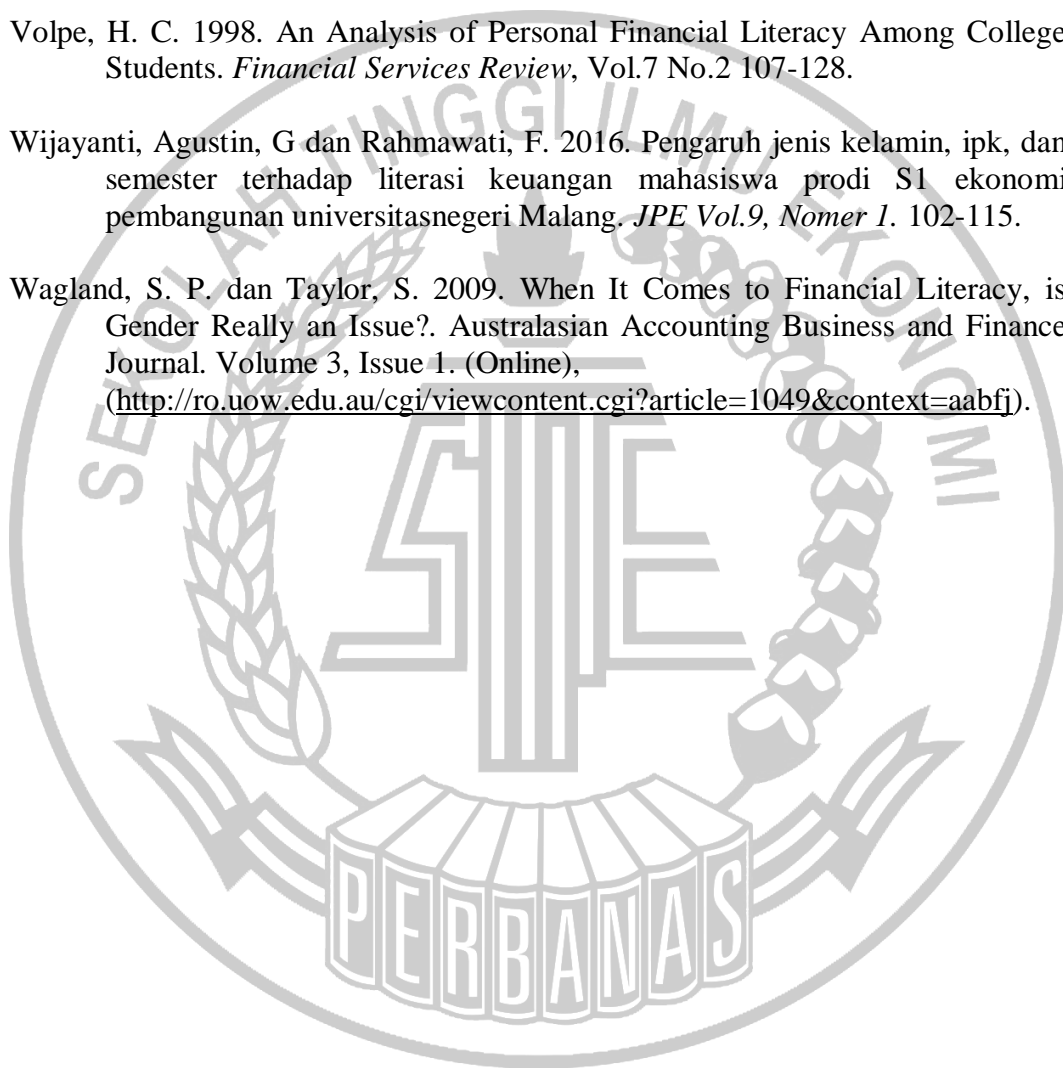 Volpe, H. C. 1998. An Analysis of Personal Financial Literacy Among College
Students. Financial Services Review, Vol.7 No.2 107-128.
Wijayanti, Agustin, G dan Rahmawati, F. 2016. Pengaruh jenis kelamin, ipk, dan
semester terhadap literasi keuangan mahasiswa prodi S1 ekonomi
pembangunan universitasnegeri Malang. JPE Vol.9, Nomer 1. 102-115.
Wagland, S. P. dan Taylor, S. 2009. When It Comes to Financial Literacy, is
Gender Really an Issue?. Australasian Accounting Business and Finance
Journal. Volume 3, Issue 1. (Online),
(http://ro.uow.edu.au/cgi/viewcontent.cgi?article=1049&context=aabfj).
SEKOLAH TINGGI ILMU EKONOMI
STIE
PERBANAS